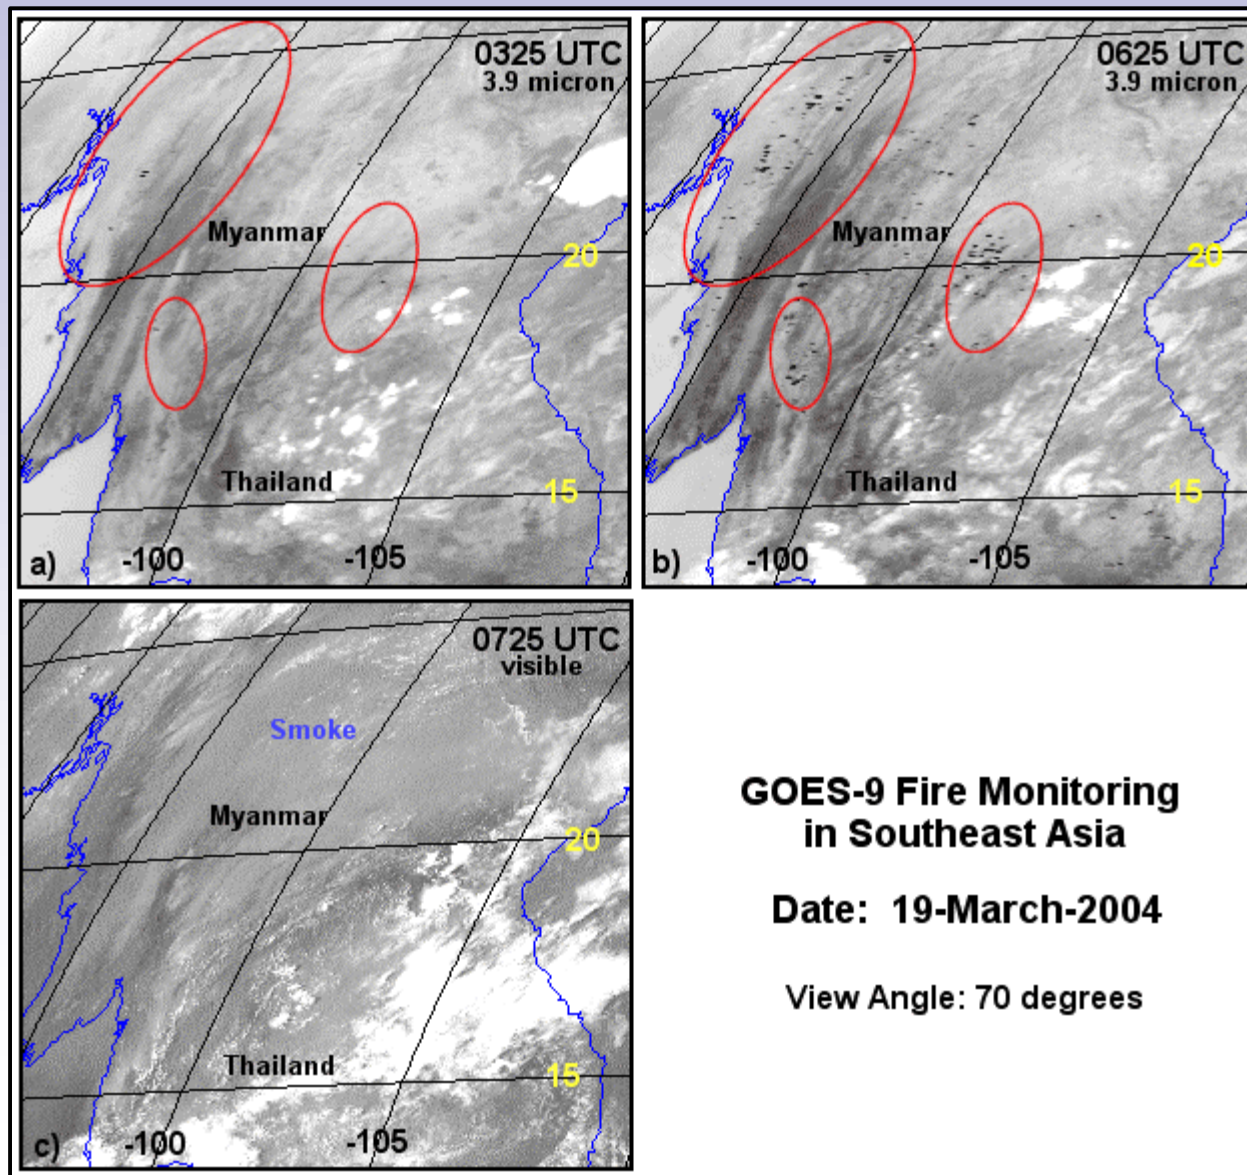 0325 UTC
3.9 micron
Myanmar
20
Thailand
15
-100
-105
a)
0625 UTC
3.9 micron
Myanmar
20
Thailand
15
-100
-105
b)
0725 UTC
visible
Smoke
Myanmar
20
Thailand
15
-100
-105
c)
GOES-9 Fire Monitoring
in Southeast Asia
Date: 19-March-2004
View Angle: 70 degrees